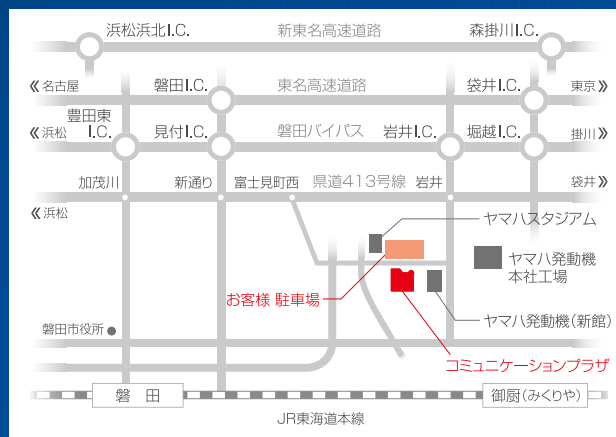 浜松浜北I.C.
新東名高速道路
森掛川I.C.
《名古屋
磐田I.C.
東名高速道路
袋井I.C.
東京》
豊田東
I.C.
《浜松
見付I.C.
磐田バイパス
岩井I.C.
堀越I.C.
掛川》
加茂川
新通り
富士見町西
県道413号線
岩井
袋井》
《浜松
ヤマハスタジアム
ヤマハ発動機
本社工場
お客様 駐車場
ヤマハ発動機(新館)
磐田市役所
コミュニケーションプラザ
磐 田
御厨(みくりや)
JR東海道本線